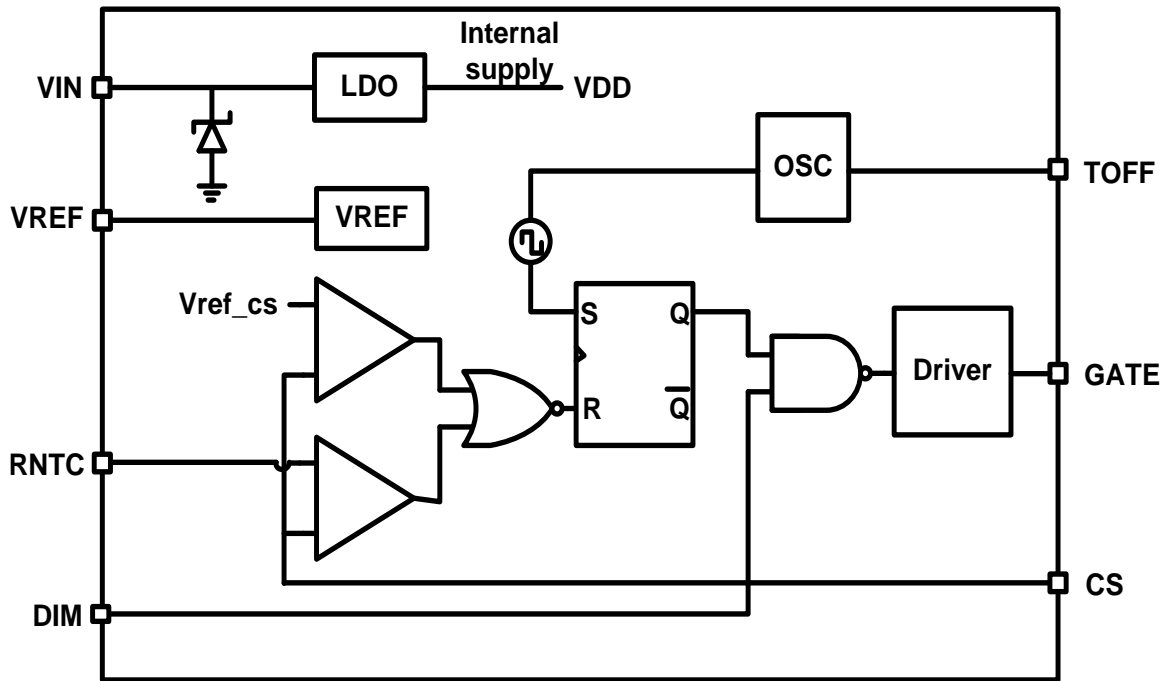 Internal
supply
VIN
LDO
VDD
OSC
TOFF
VREF
VREF
Vref_cs
S
Q
Driver
GATE
R
Q̅
RNTC
CS
DIM